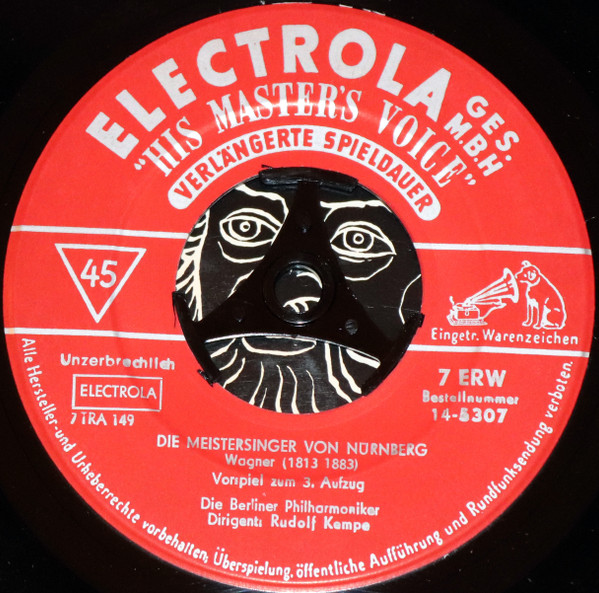 ELECTROLA GES. MBH
"HIS MASTER'S VOICE"
VERLÄNGERTE SPIELDAUER
45
Eingetr. Warenzeichen
Unzerbrechlich
ELECTROLA
7 TRA 149
7 ERW
Bestellnummer
14-5307
DIE MEISTERSINGER VON NÜRNBERG
Wagner (1813 1883)
Vorspiel zum 3. Aufzug
Die Berliner Philharmoniker
Dirigent: Rudolf Kempe
Alle Hersteller-und Urheberrechte vorbehalten; Überspielung, öffentliche Aufführung und Rundfunksendung verboten.